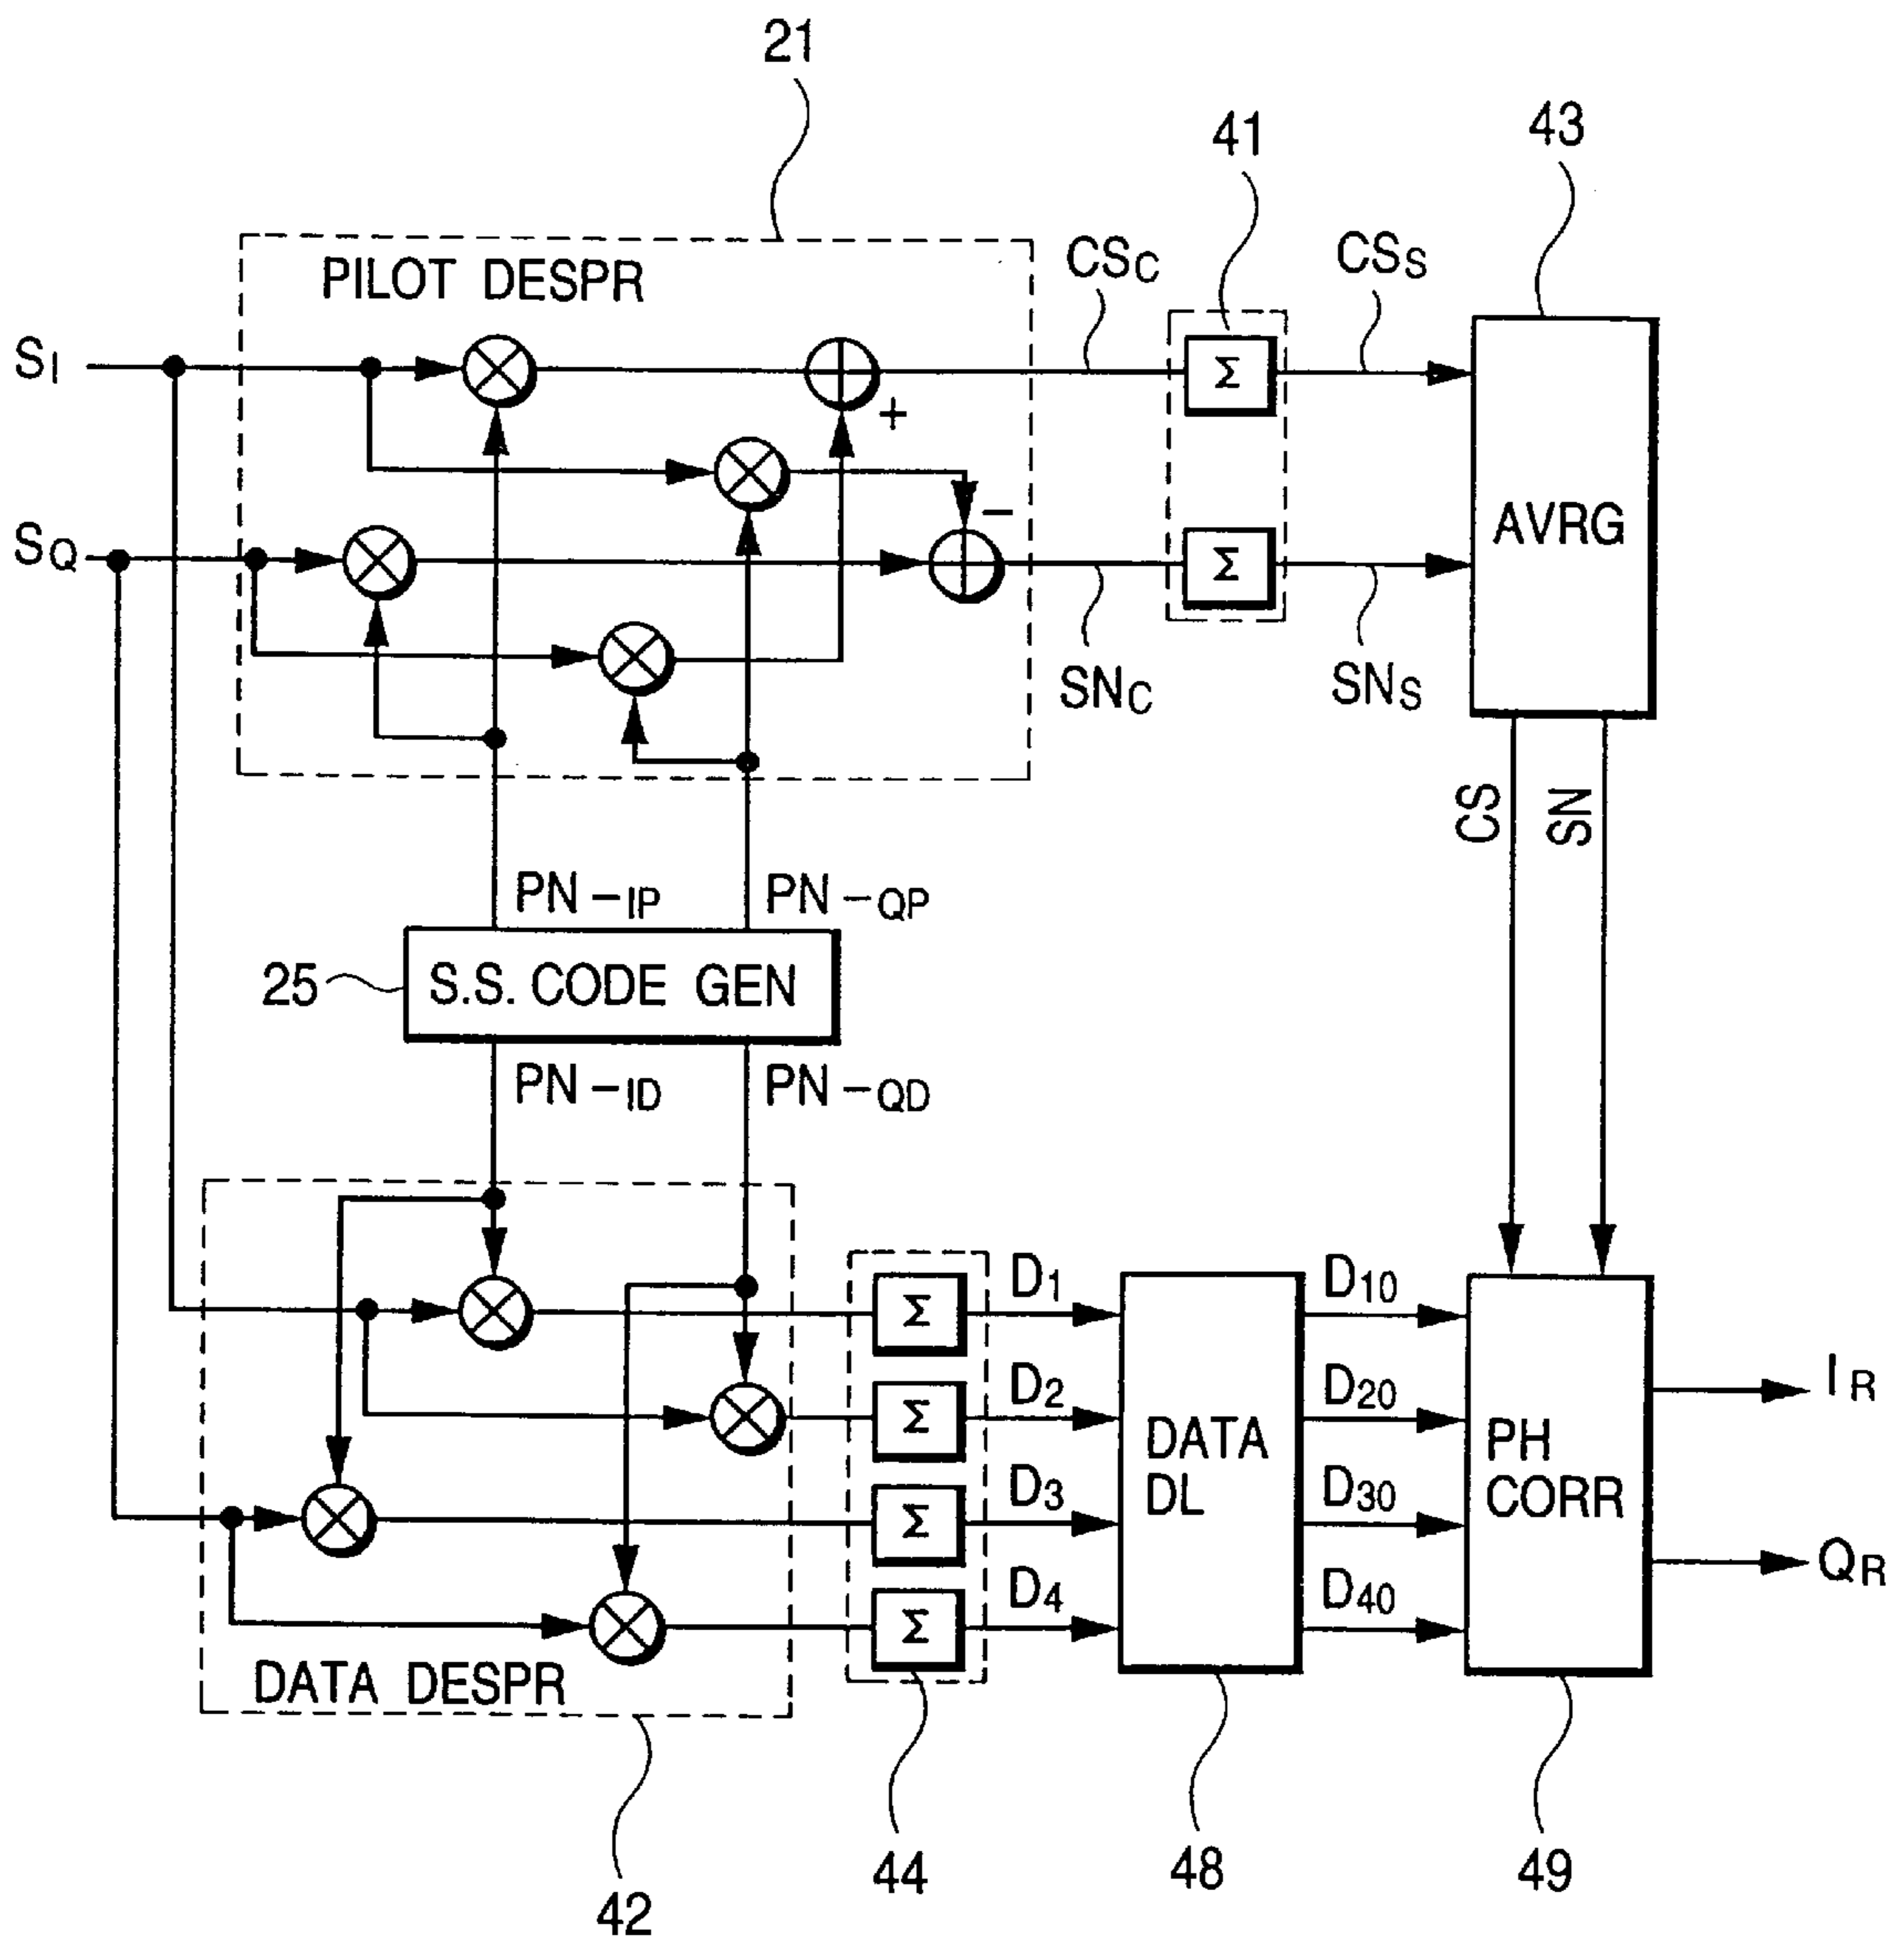 21
41
43
PILOT DESPR
CSC
CSS
SI
Σ
+
SQ
−
Σ
AVRG
SNC
SNS
CS
SN
PN-IP
PN-QP
25
S.S. CODE GEN
PN-ID
PN-QD
Σ
D1
D10
Σ
D2
D20
IR
DATA DL
PH CORR
Σ
D3
D30
QR
Σ
D4
D40
DATA DESPR
42
44
48
49